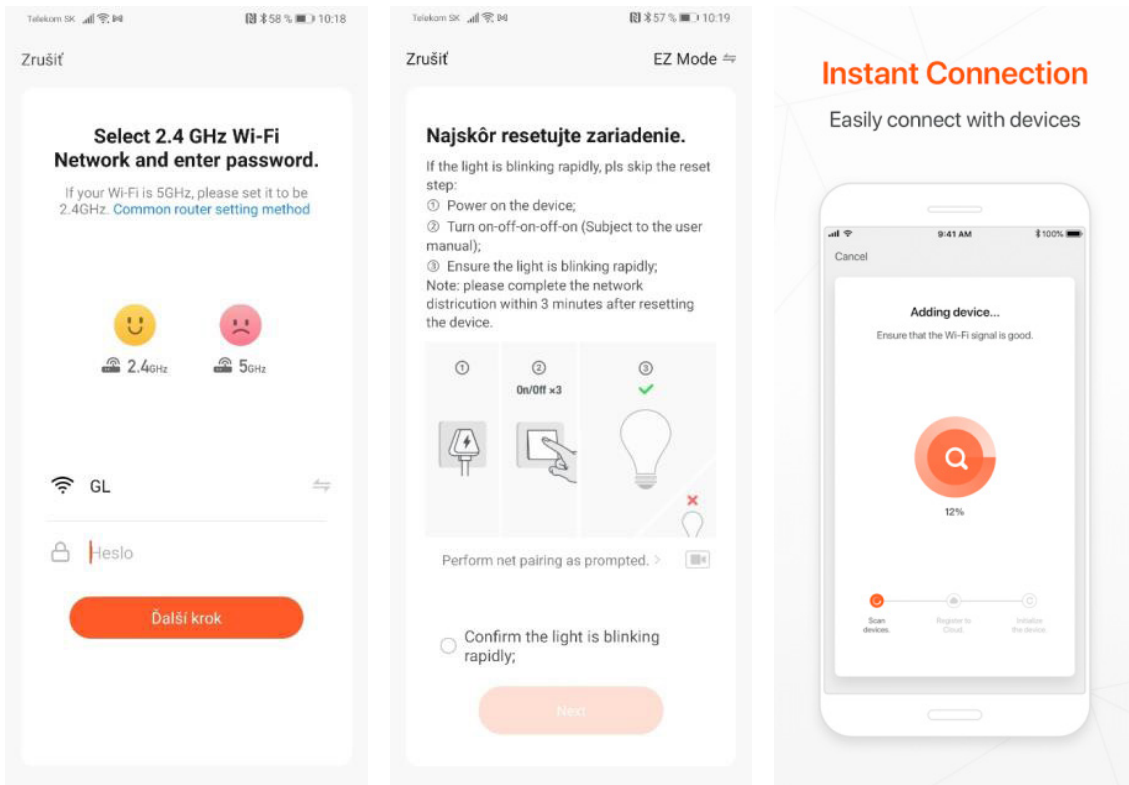 Telekom SK
58 % 10:18
Zrušiť
Select 2.4 GHz Wi-Fi
Network and enter password.
If your Wi-Fi is 5GHz, please set it to be
2.4GHz. Common router setting method
2.4GHz
5GHz
GL
Heslo
Ďalší krok
Telekom SK
57 % 10:19
Zrušiť
EZ Mode
Najskôr resetujte zariadenie.
If the light is blinking rapidly, pls skip the reset
step:
① Power on the device;
② Turn on-off-on-off-on (Subject to the user
manual);
③ Ensure the light is blinking rapidly;
Note: please complete the network
districution within 3 minutes after resetting
the device.
① ② ③
On/Off ×3
Perform net pairing as prompted. >
Confirm the light is blinking
rapidly;
Next
Instant Connection
Easily connect with devices
9:41 AM
100%
Cancel
Adding device...
Ensure that the Wi-Fi signal is good.
12%
Scan
devices.
Register to
Cloud.
Initialize
the device.